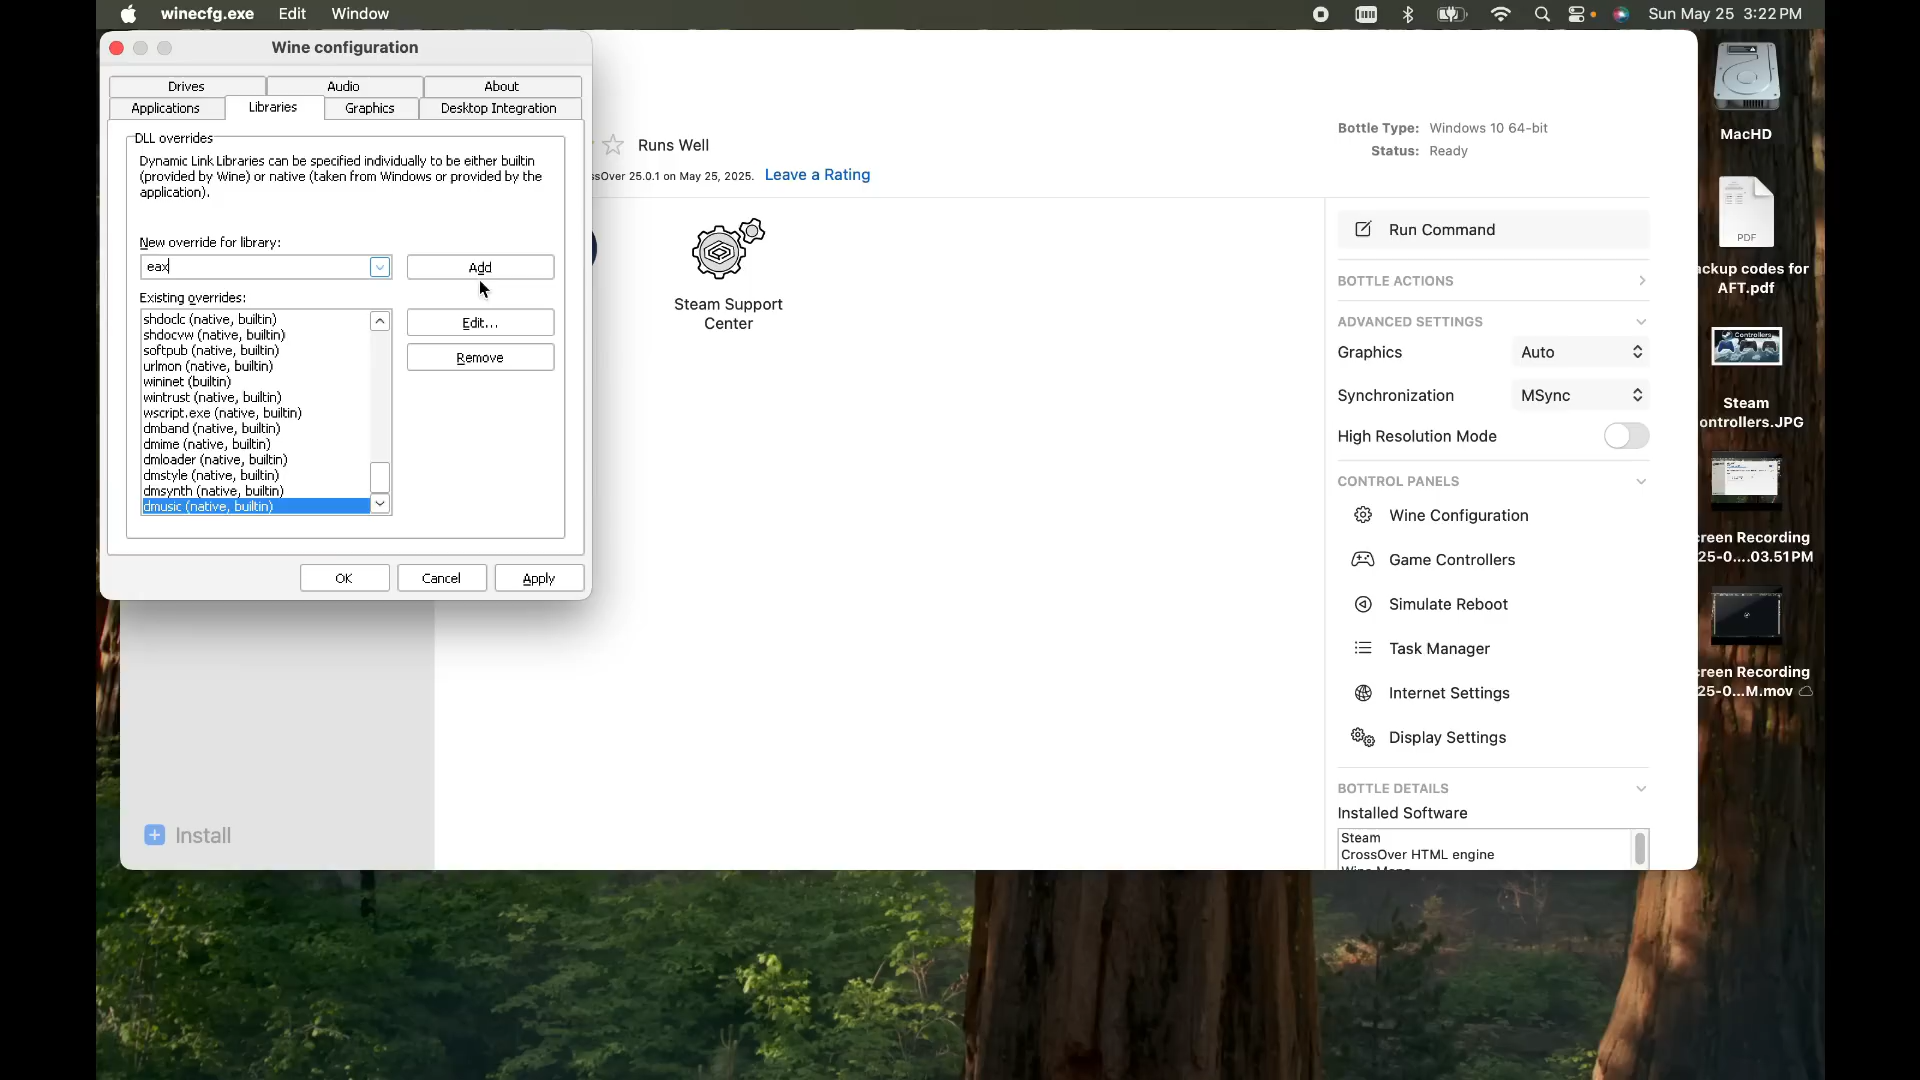 winecfg.exe Edit Window
Sun May 25 3:22 PM
Wine configuration
Drives Audio About
Applications Libraries Graphics Desktop Integration
DLL overrides
Dynamic Link Libraries can be specified individually to be either builtin
(provided by Wine) or native (taken from Windows or provided by the
application).
New override for library:
eax
Add
Existing overrides:
shdoclc (native, builtin)
shdocvw (native, builtin)
softpub (native, builtin)
urlmon (native, builtin)
wininet (builtin)
wintrust (native, builtin)
wscript.exe (native, builtin)
dmband (native, builtin)
dmime (native, builtin)
dmloader (native, builtin)
dmstyle (native, builtin)
dmsynth (native, builtin)
dmusic (native, builtin)
Edit...
Remove
OK Cancel Apply
Runs Well
ssOver 25.0.1 on May 25, 2025. Leave a Rating
Steam Support
Center
Install
Bottle Type: Windows 10 64-bit
Status: Ready
Run Command
BOTTLE ACTIONS
ADVANCED SETTINGS
Graphics Auto
Synchronization MSync
High Resolution Mode
CONTROL PANELS
Wine Configuration
Game Controllers
Simulate Reboot
Task Manager
Internet Settings
Display Settings
BOTTLE DETAILS
Installed Software
Steam
CrossOver HTML engine
MacHD
PDF
ackup codes for
AFT.pdf
Controllers
Steam
ontrollers.JPG
creen Recording
25-0....03.51 PM
creen Recording
25-0...M.mov